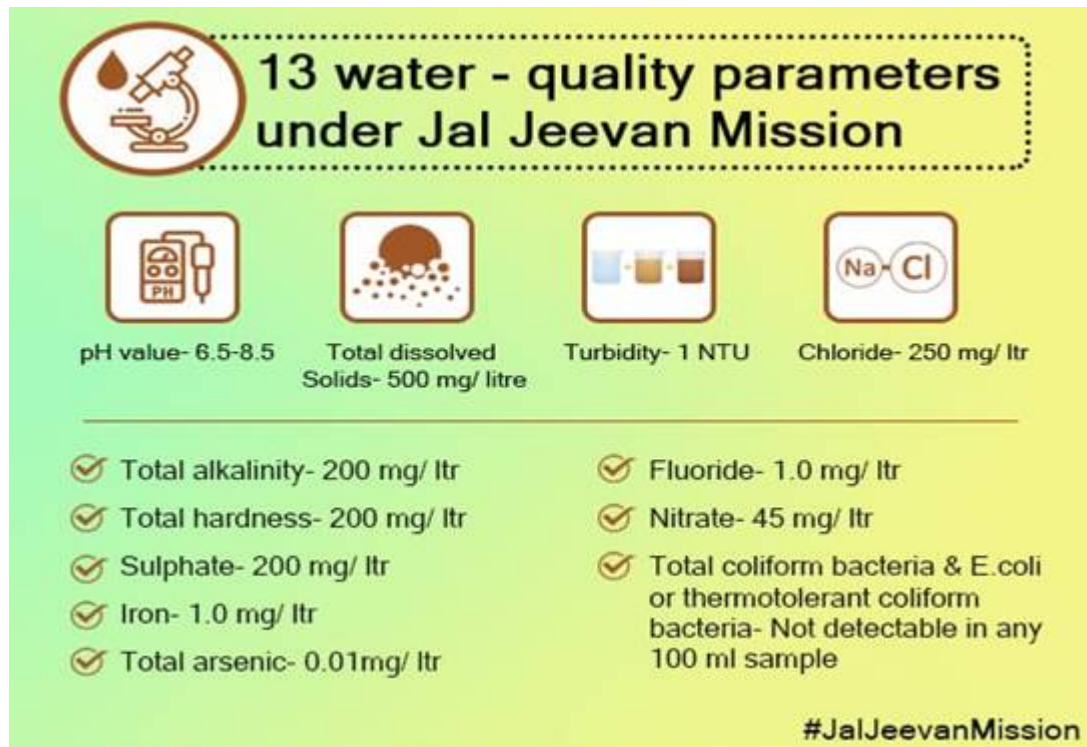 13 water - quality parameters
under Jal Jeevan Mission
PH
Na-Cl
pH value- 6.5-8.5
Total dissolved
Solids- 500 mg/ litre
Turbidity- 1 NTU
Chloride- 250 mg/ ltr
Total alkalinity- 200 mg/ ltr
Total hardness- 200 mg/ ltr
Sulphate- 200 mg/ ltr
Iron- 1.0 mg/ ltr
Total arsenic- 0.01mg/ ltr
Fluoride- 1.0 mg/ ltr
Nitrate- 45 mg/ ltr
Total coliform bacteria & E.coli
or thermotolerant coliform
bacteria- Not detectable in any
100 ml sample
#JalJeevanMission